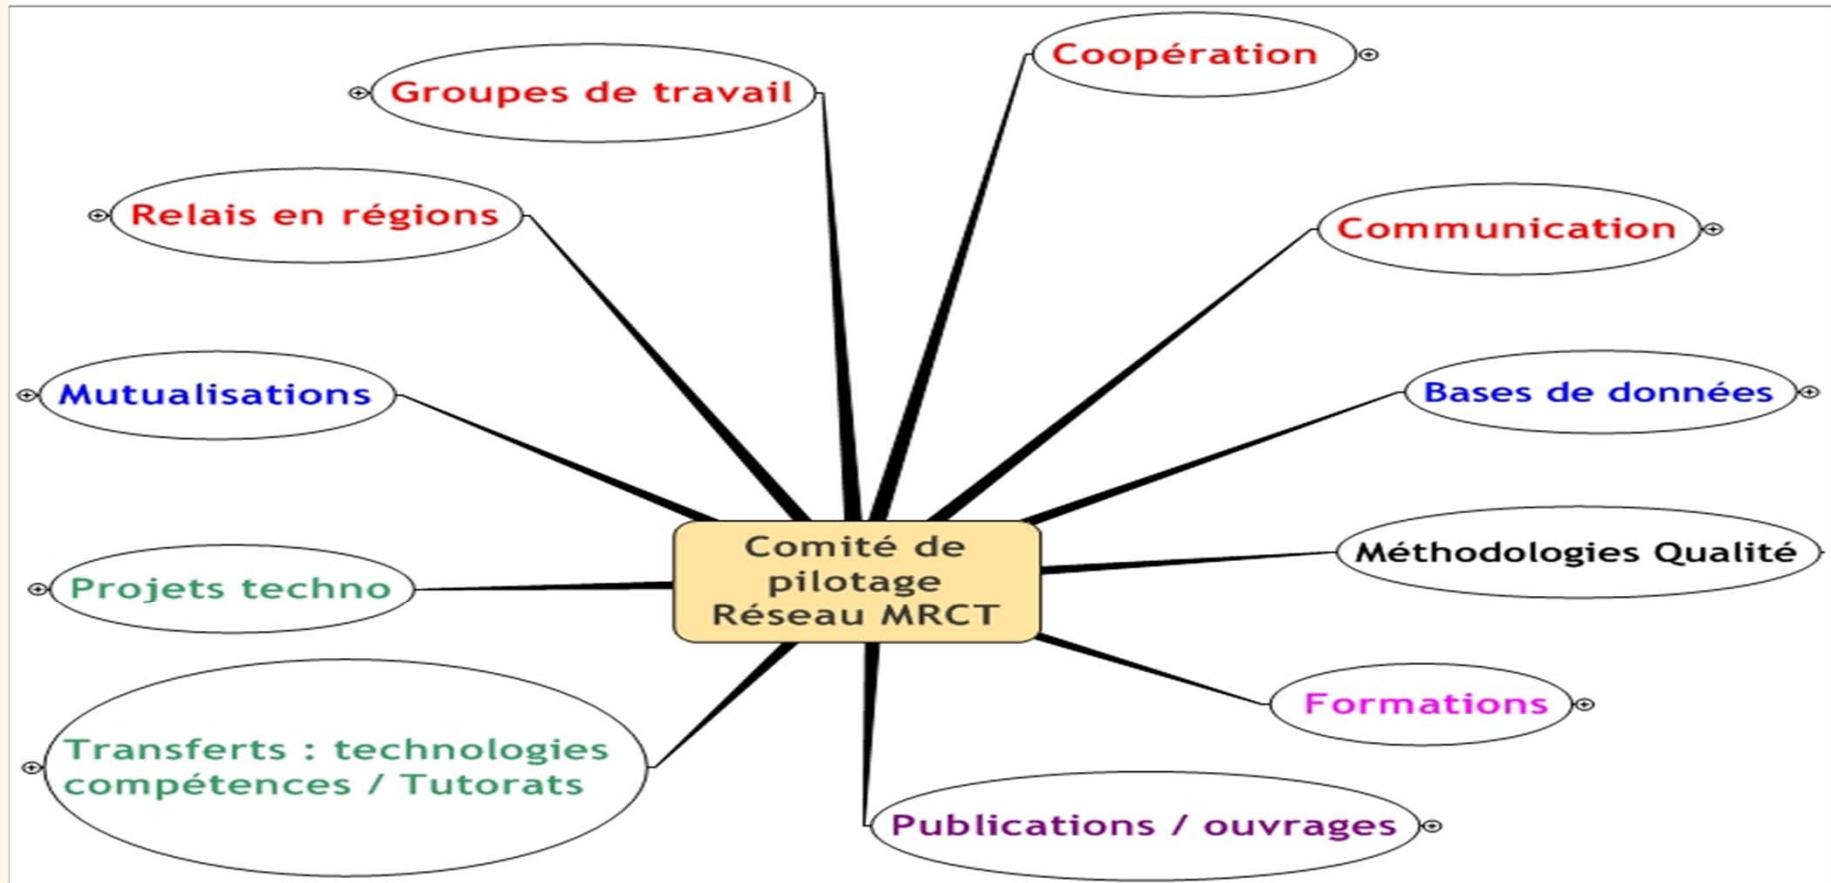 Coopération
Groupes de travail
Relais en régions
Communication
Mutualisations
Bases de données
Comité de
pilotage
Réseau MRCT
Méthodologies Qualité
Projets techno
Formations
Transferts : technologies
compétences / Tutorats
Publications / ouvrages